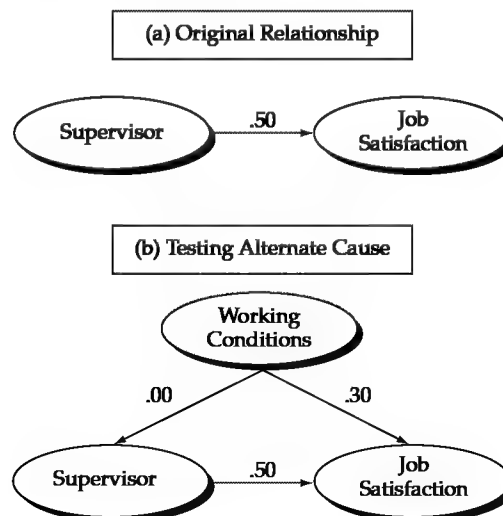 (a) Original Relationship
Supervisor
.50
Job
Satisfaction
(b) Testing Alternate Cause
Working
Conditions
.00
.30
Supervisor
.50
Job
Satisfaction